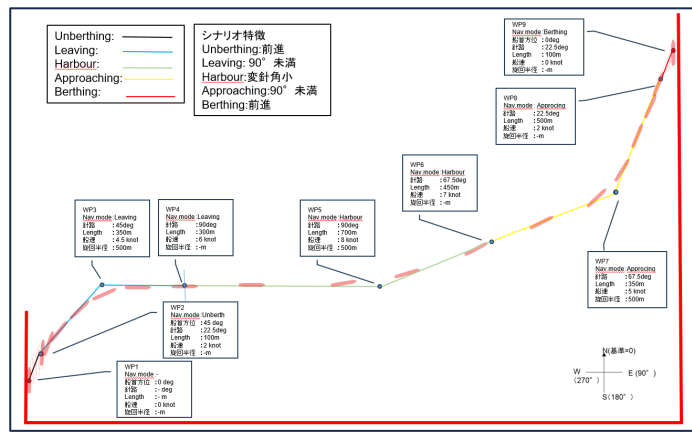 Unberthing:
Leaving:
Harbour:
Approaching:
Berthing:
シナリオ特徴
Unberthing:前進
Leaving: 90°未満
Harbour:変針角小
Approaching:90°未満
Berthing:前進
WP9
Nav.mode :Berthing
船首方位 :0deg
針路 :22.5deg
Length :100m
船速 :0 knot
旋回半径 :-m
WP8
Nav.mode :Approcing
針路 :22.5deg
Length :500m
船速 :2 knot
旋回半径 :-m
WP6
Nav.mode :Harbour
針路 :67.5deg
Length :450m
船速 :7 knot
旋回半径 :-m
WP3
Nav.mode :Leaving
針路 :45deg
Length :350m
船速 :4.5 knot
旋回半径 :500m
WP4
Nav.mode :Leaving
針路 :90deg
Length :300m
船速 :6 knot
旋回半径 :-m
WP5
Nav.mode :Harbour
針路 :90deg
Length :700m
船速 :8 knot
旋回半径 :500m
WP7
Nav.mode :Approcing
針路 :67.5deg
Length :350m
船速 :5 knot
旋回半径 :500m
WP2
Nav.mode :Unberth
船首方位 :45 deg
針路 :22.5deg
Length :100m
船速 :2 knot
旋回半径 :-m
WP1
Nav.mode :-
船首方位 :0 deg
針路 :- deg
Length :- m
船速 :0 knot
旋回半径 :-m
N(基準=0)
W
(270°)
E (90°)
S(180°)